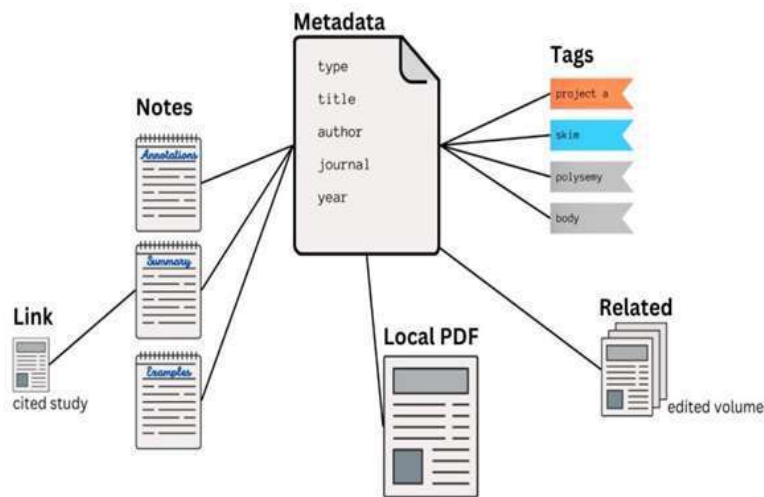 Metadata
type
title
author
journal
year
Tags
project a
skim
polysemy
body
Notes
Annotations
Summary
Examples
Link
cited study
Local PDF
Related
edited volume